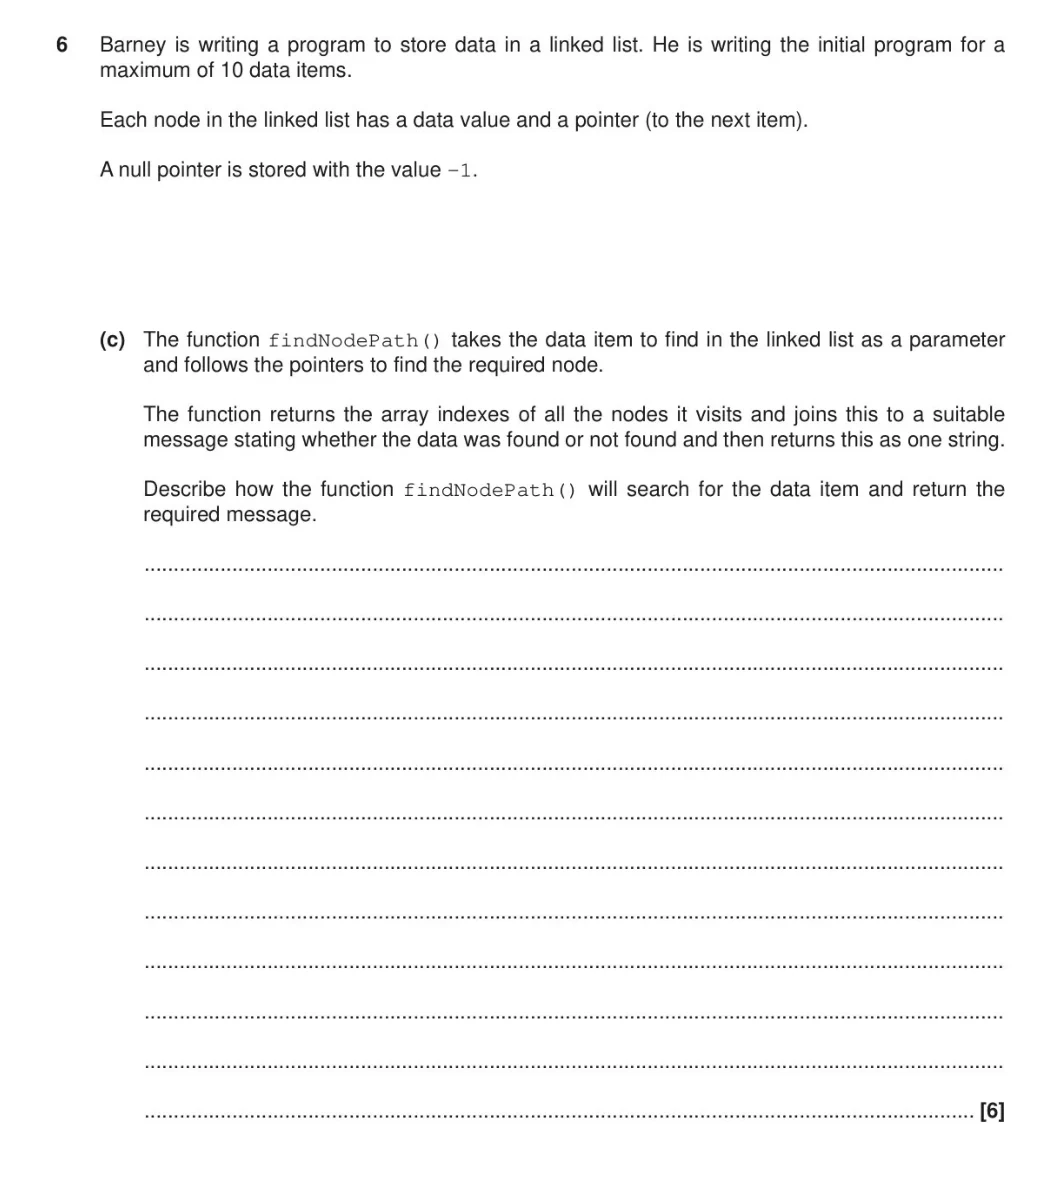 6 Barney is writing a program to store data in a linked list. He is writing the initial program for a
maximum of 10 data items.
Each node in the linked list has a data value and a pointer (to the next item).
A null pointer is stored with the value –1.
(c) The function findNodePath() takes the data item to find in the linked list as a parameter
and follows the pointers to find the required node.
The function returns the array indexes of all the nodes it visits and joins this to a suitable
message stating whether the data was found or not found and then returns this as one string.
Describe how the function findNodePath() will search for the data item and return the
required message.
[6]